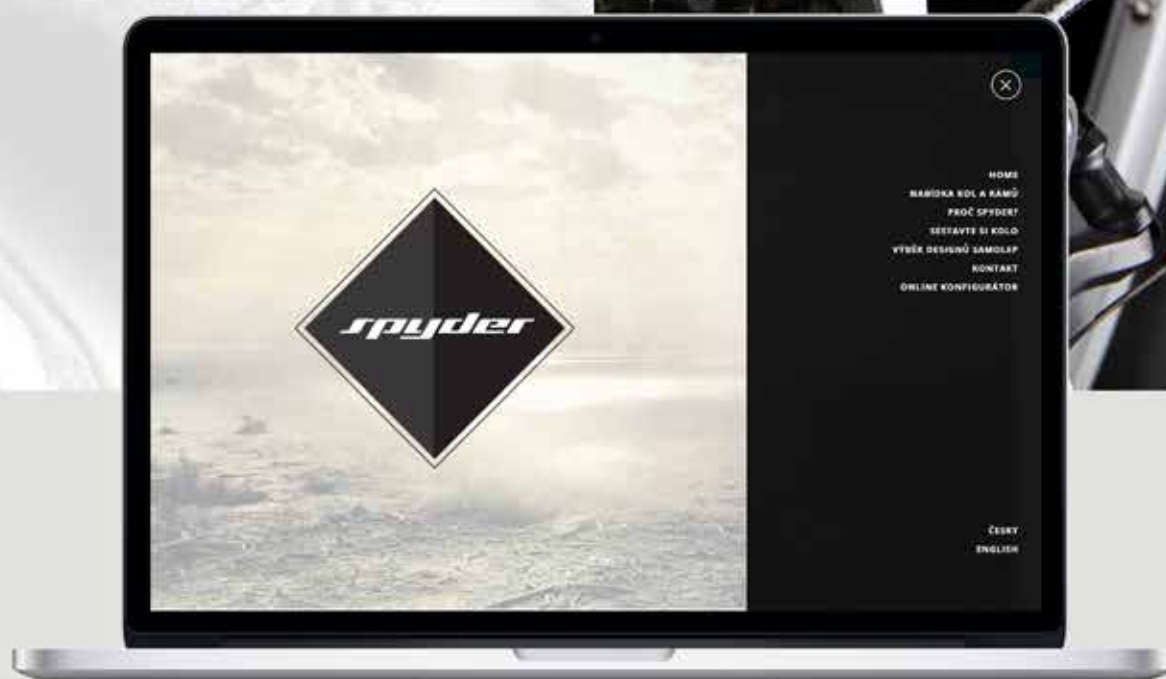 spyder
HOME
NABÍDKA KOL A RÁMŮ
PROČ SPYDER?
SESTAVTE SI KOLO
VÝBĚR DESIGNŮ SAMOLEP
KONTAKT
ONLINE KONFIGURÁTOR
ČESKY
ENGLISH